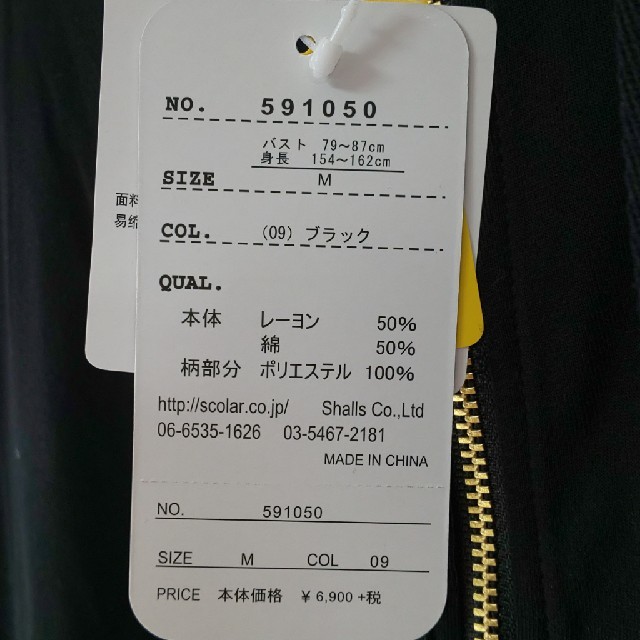 NO. 591050
バスト 79~87cm
身長 154~162cm
SIZE M
COL. (09) ブラック
QUAL.
本体 レーヨン 50%
綿 50%
柄部分 ポリエステル 100%
http://scolar.co.jp/ Shalls Co.,Ltd
06-6535-1626 03-5467-2181
MADE IN CHINA
NO. 591050
SIZE M COL 09
PRICE 本体価格 ¥6,900+税
面料
易